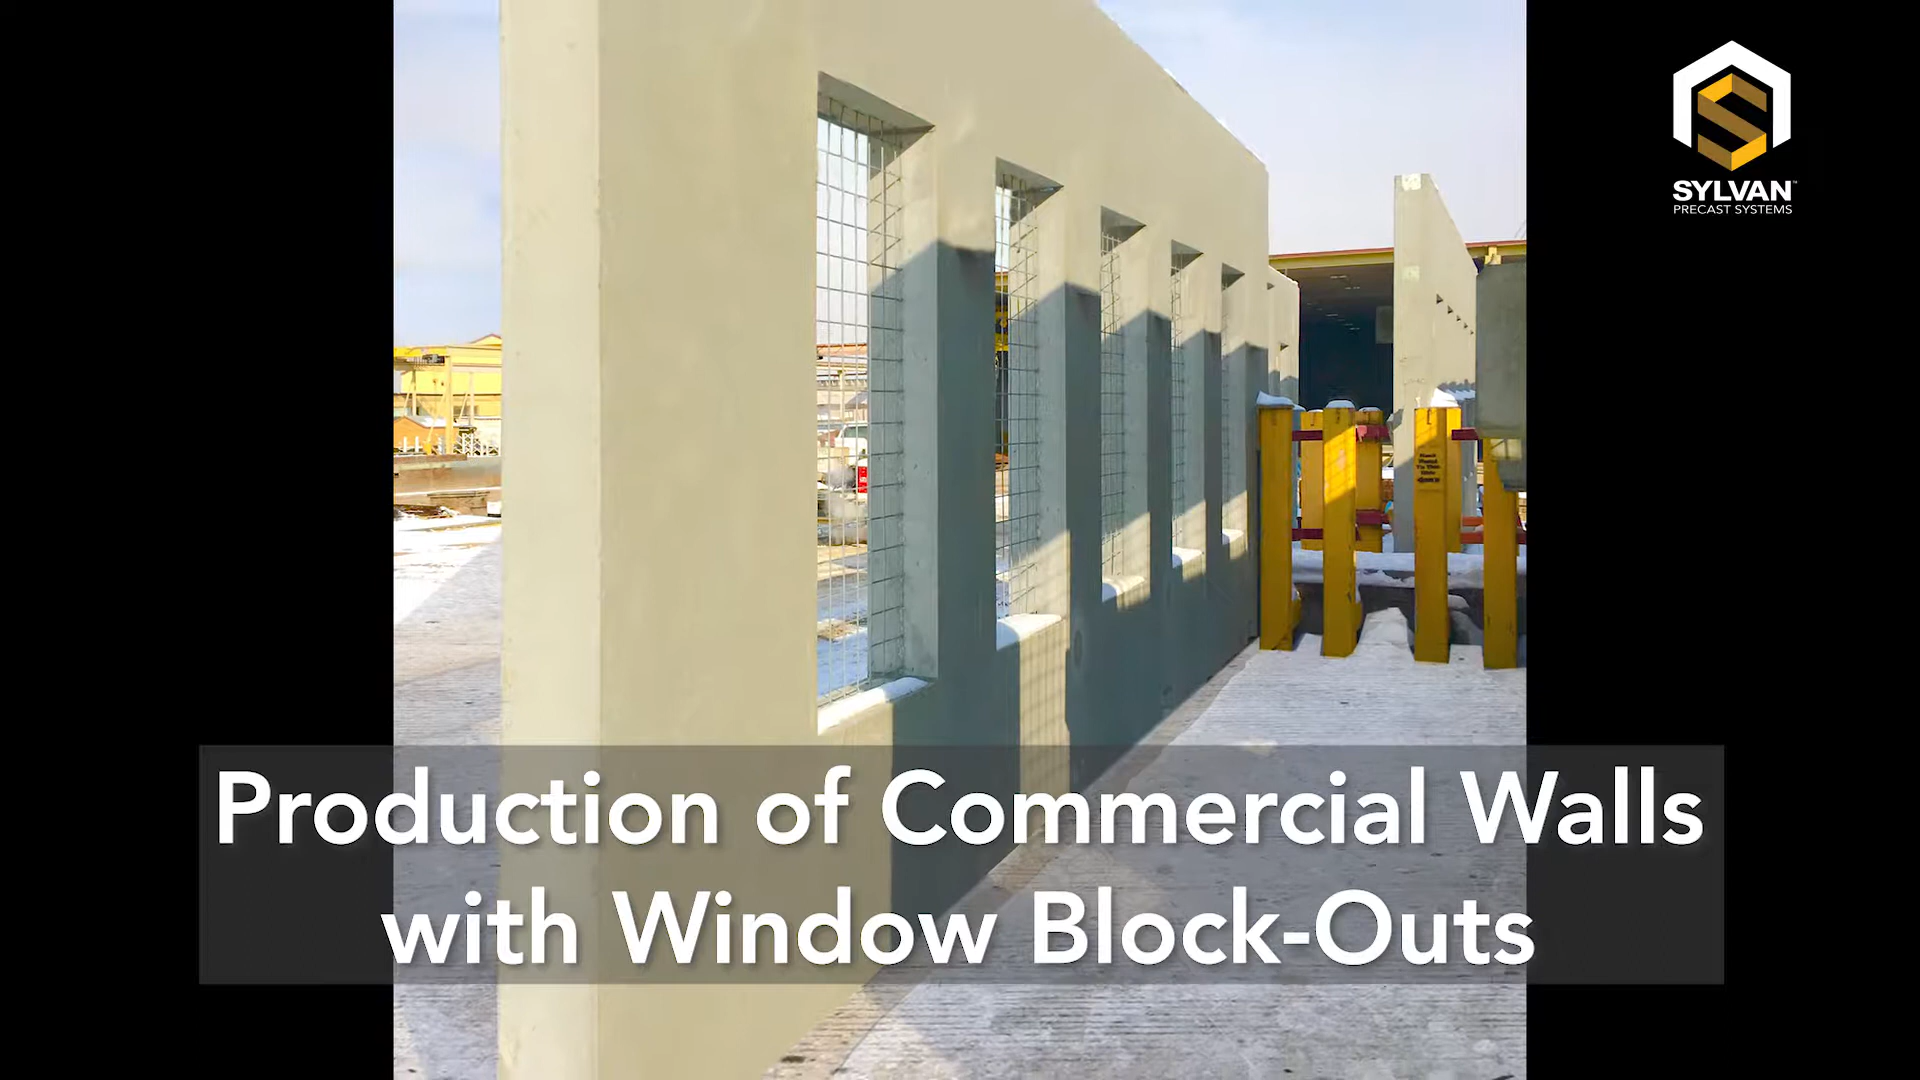 SYLVAN™
PRECAST SYSTEMS
Production of Commercial Walls
with Window Block-Outs